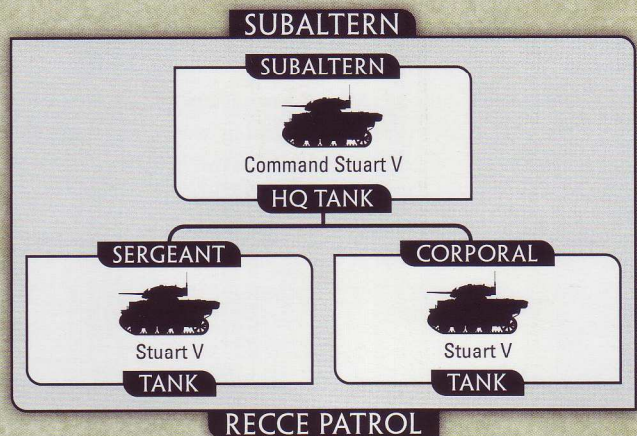 SUBALTERN
SUBALTERN
Command Stuart V
HQ TANK
SERGEANT
CORPORAL
Stuart V
Stuart V
TANK
TANK
RECCE PATROL